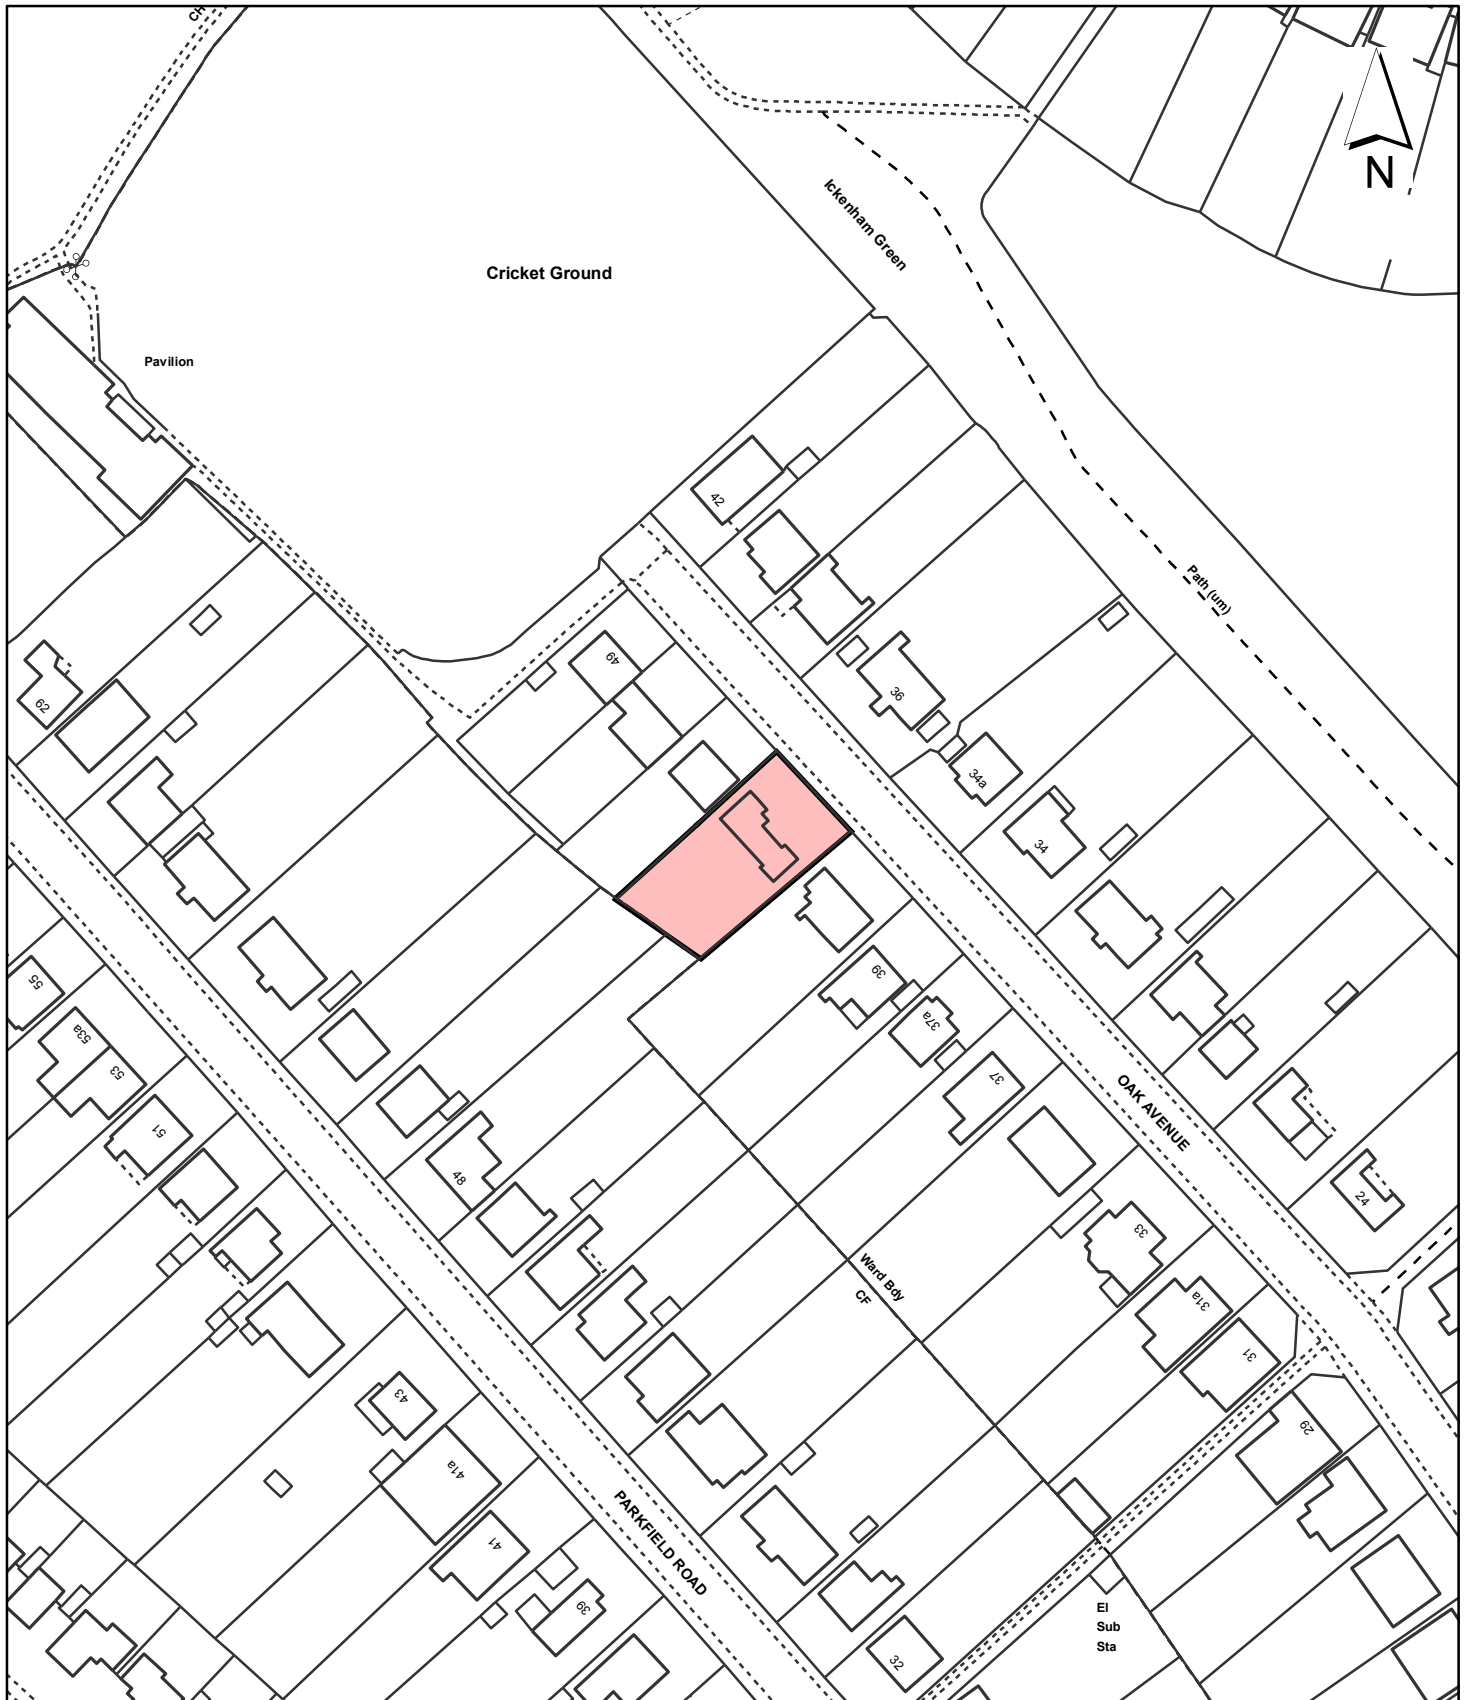 CH
N
Ickenham Green
Cricket Ground
Pavilion
42
Path (um)
49
36
62
34a
34
39
55
37a
53a
53
37
OAK AVENUE
51
48
24
33
Ward Bdy
CF
31a
31
43
29
41a
PARKFIELD ROAD
41
39
El
Sub
Sta
32